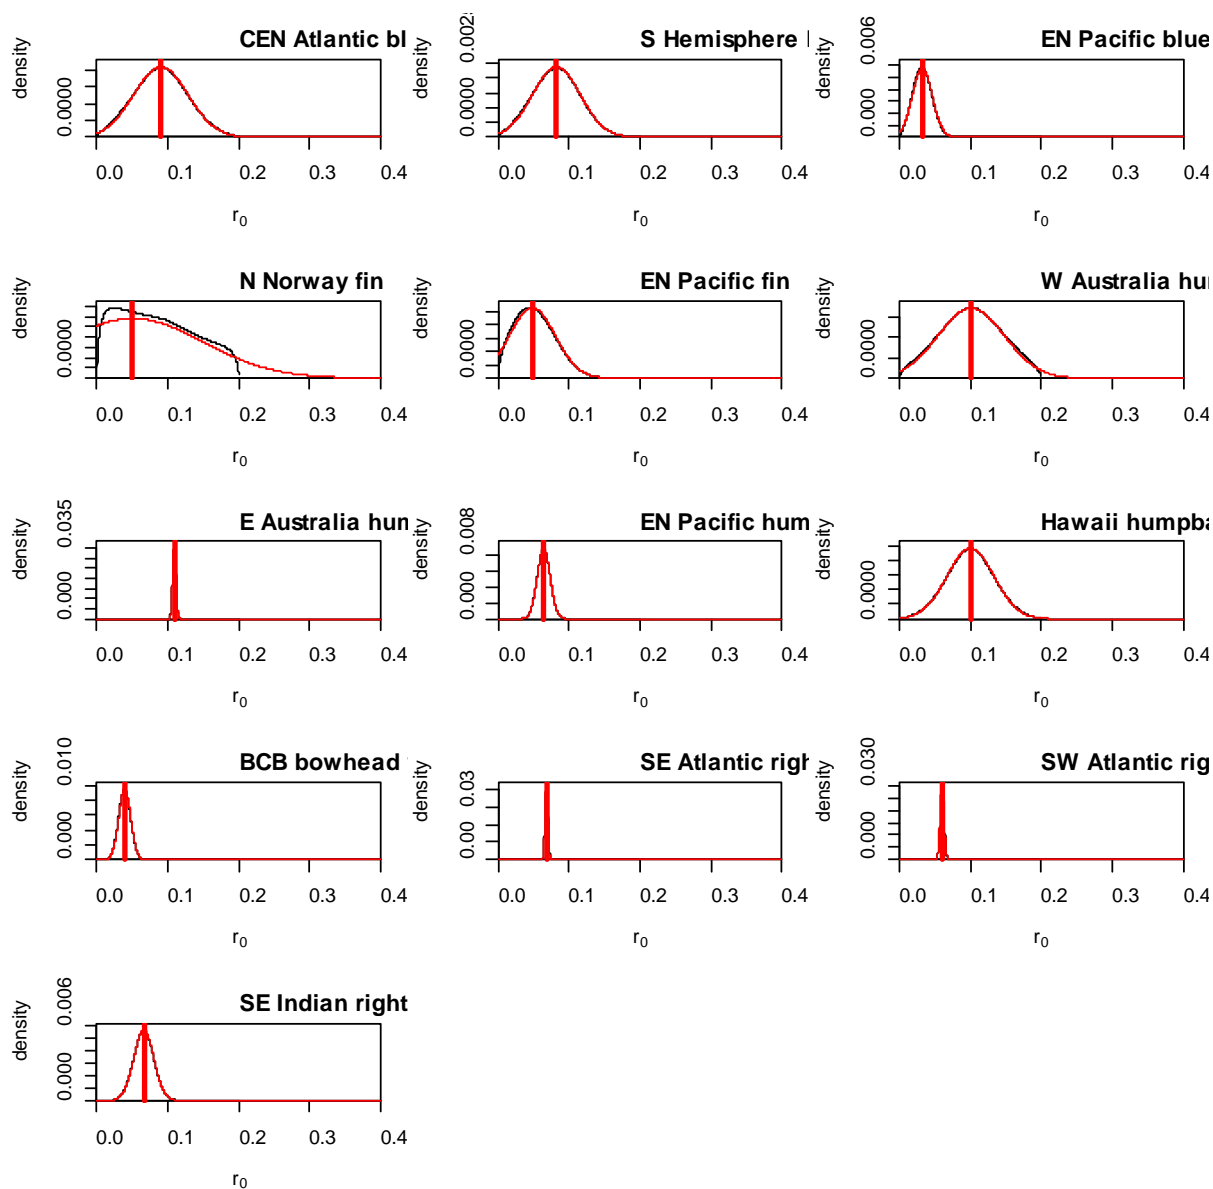 CEN Atlantic bl
density
0.0000
0.0 0.1 0.2 0.3 0.4
r0
S Hemisphere
density
0.0000 0.002
0.0 0.1 0.2 0.3 0.4
r0
EN Pacific blue
density
0.000 0.006
0.0 0.1 0.2 0.3 0.4
r0
N Norway fin
density
0.0000
0.0 0.1 0.2 0.3 0.4
r0
EN Pacific fin
density
0.0000
0.0 0.1 0.2 0.3 0.4
r0
W Australia hu
density
0.0000
0.0 0.1 0.2 0.3 0.4
r0
E Australia hum
density
0.000 0.035
0.0 0.1 0.2 0.3 0.4
r0
EN Pacific hum
density
0.000 0.008
0.0 0.1 0.2 0.3 0.4
r0
Hawaii humpba
density
0.0000
0.0 0.1 0.2 0.3 0.4
r0
BCB bowhead
density
0.000 0.010
0.0 0.1 0.2 0.3 0.4
r0
SE Atlantic righ
density
0.00 0.03
0.0 0.1 0.2 0.3 0.4
r0
SW Atlantic rig
density
0.000 0.030
0.0 0.1 0.2 0.3 0.4
r0
SE Indian right
density
0.000 0.006
0.0 0.1 0.2 0.3 0.4
r0